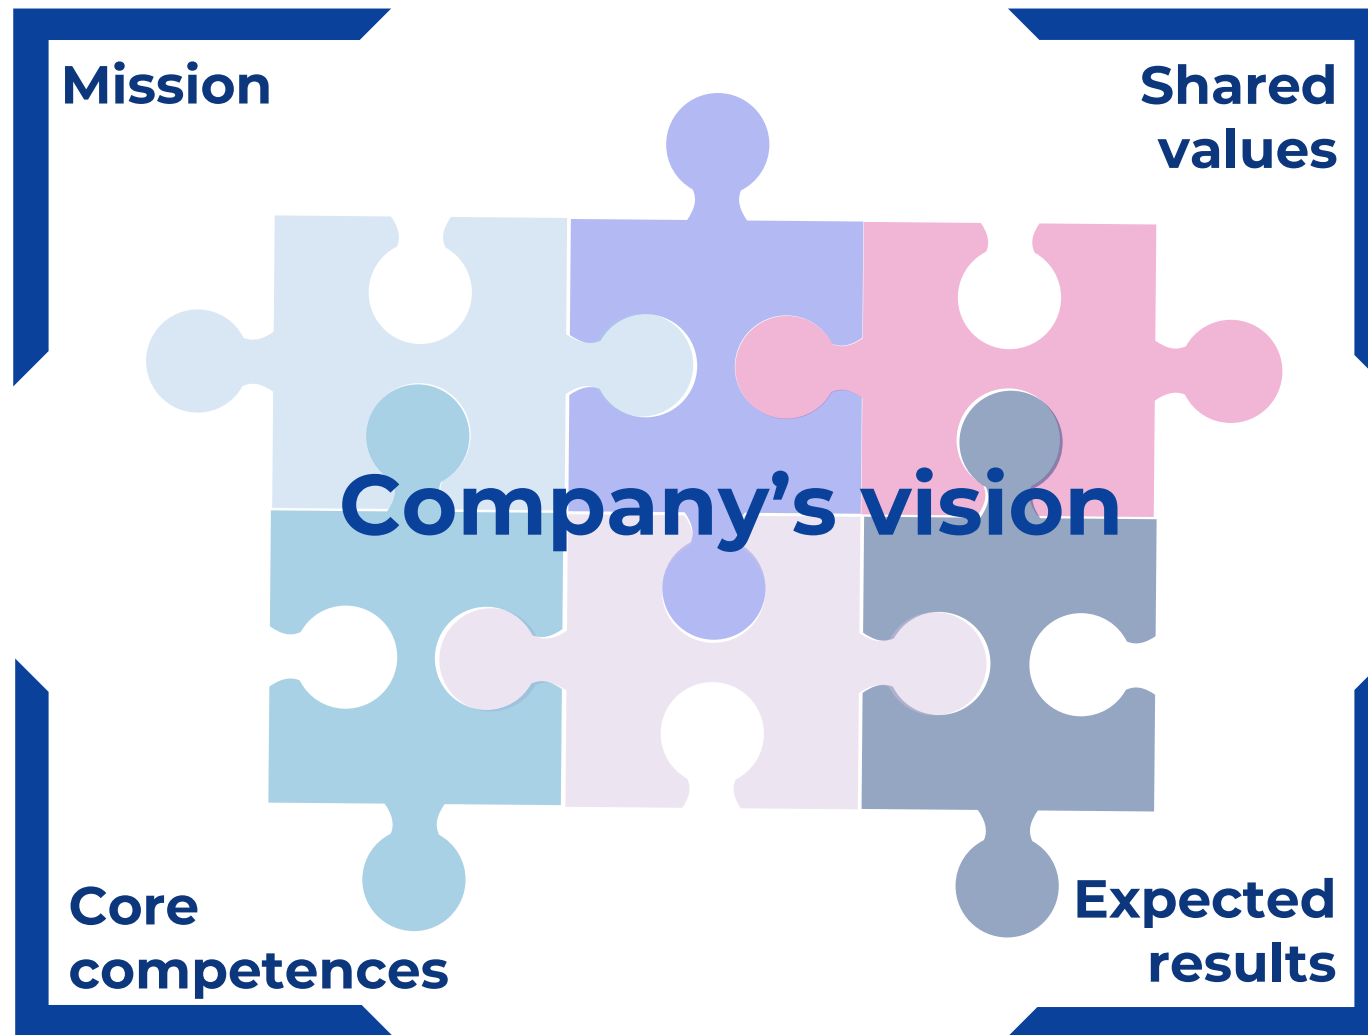 Mission
Shared
values
Company’s vision
Core
competences
Expected
results